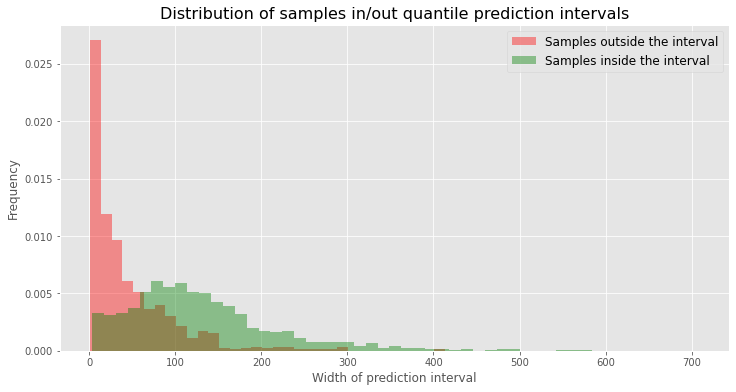 Distribution of samples in/out quantile prediction intervals
Samples outside the interval
Samples inside the interval
Frequency
0.025
0.020
0.015
0.010
0.005
0.000
0 100 200 300 400 500 600 700
Width of prediction interval